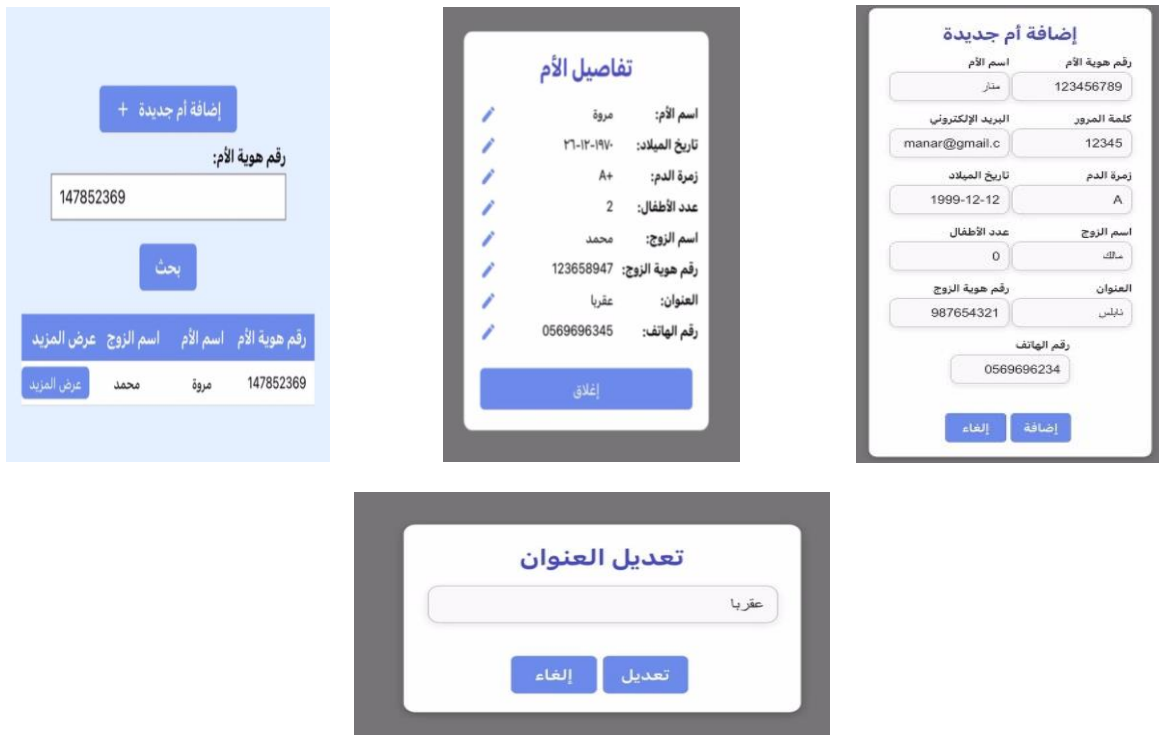 إضافة أم جديدة +
رقم هوية الأم:
147852369
بحث
رقم هوية الأم اسم الأم اسم الزوج عرض المزيد
147852369 مروة محمد عرض المزيد
تفاصيل الأم
اسم الأم: مروة
تاريخ الميلاد: ١٩٧٠-١٢-٢٦
زمرة الدم: A+
عدد الأطفال: 2
اسم الزوج: محمد
رقم هوية الزوج: 123658947
العنوان: عقربا
رقم الهاتف: 0569696345
إغلاق
إضافة أم جديدة
رقم هوية الأم اسم الأم
123456789 منار
كلمة المرور البريد الإلكتروني
12345 manar@gmail.c
زمرة الدم تاريخ الميلاد
A 1999-12-12
اسم الزوج عدد الأطفال
مالك 0
العنوان رقم هوية الزوج
نابلس 987654321
رقم الهاتف
0569696234
إضافة إلغاء
تعديل العنوان
عقربا
تعديل إلغاء